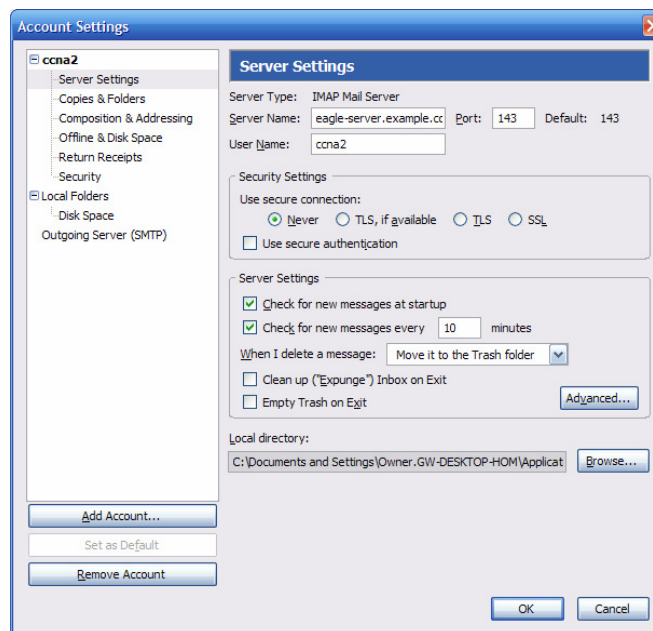 Account Settings
ccna2
Server Settings
Copies & Folders
Composition & Addressing
Offline & Disk Space
Return Receipts
Security
Local Folders
Disk Space
Outgoing Server (SMTP)
Add Account...
Set as Default
Remove Account
Server Settings
Server Type: IMAP Mail Server
Server Name: eagle-server.example.cc Port: 143 Default: 143
User Name: ccna2
Security Settings
Use secure connection:
Never TLS, if available TLS SSL
Use secure authentication
Server Settings
Check for new messages at startup
Check for new messages every 10 minutes
When I delete a message: Move it to the Trash folder
Clean up ("Expunge") Inbox on Exit
Empty Trash on Exit
Advanced...
Local directory:
C:\Documents and Settings\Owner.GW-DESKTOP-HOM\Applicat Browse...
OK Cancel